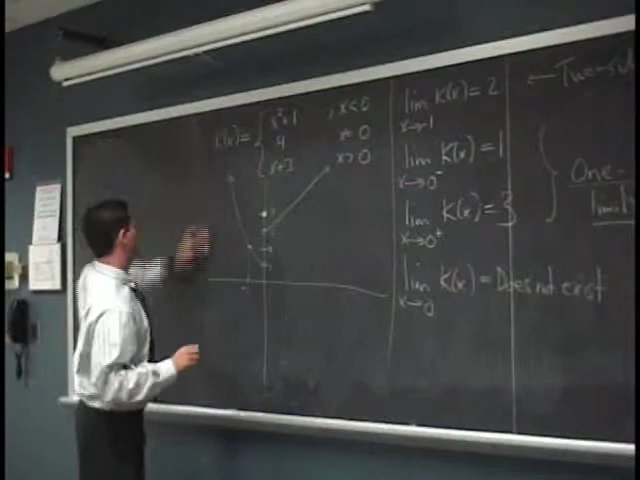 K(x) = { x²+1 , x<0
4 x=0
x+3 x>0
lim K(x) = 2
x→-1
lim K(x) = 1
x→0⁻
lim K(x) = 3
x→0⁺
lim K(x) = Does not exist
x→0
← Two-
One-
limit